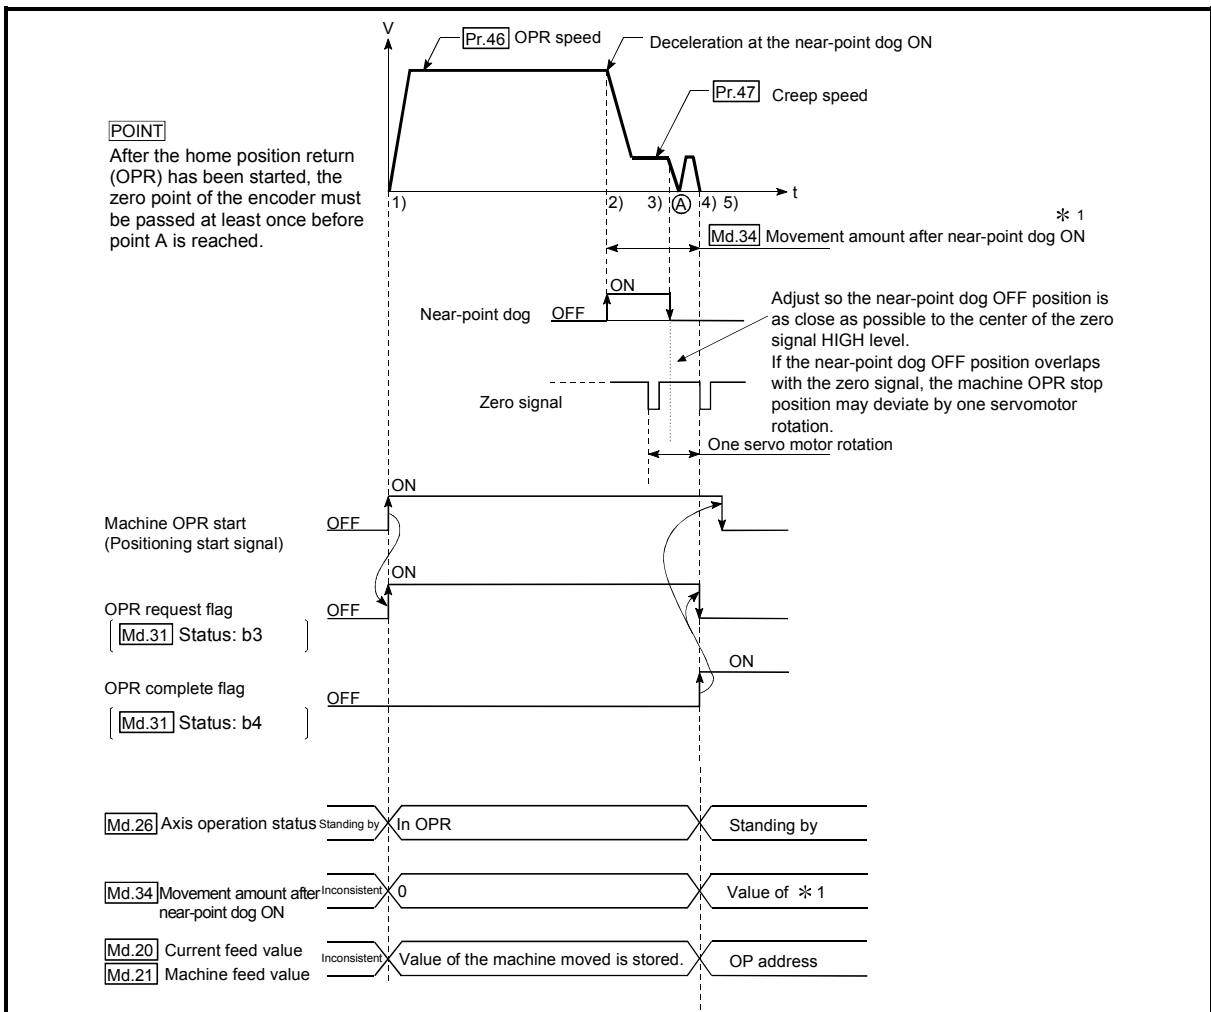 V
Pr.46 OPR speed
Deceleration at the near-point dog ON
Pr.47 Creep speed
POINT
After the home position return
(OPR) has been started, the
zero point of the encoder must
be passed at least once before
point A is reached.
t
1) 2) 3) A 4) 5)
Md.34 Movement amount after near-point dog ON
* 1
ON
Near-point dog OFF
Adjust so the near-point dog OFF position is
as close as possible to the center of the zero
signal HIGH level.
If the near-point dog OFF position overlaps
with the zero signal, the machine OPR stop
position may deviate by one servomotor
rotation.
Zero signal
One servo motor rotation
ON
Machine OPR start
(Positioning start signal)
OFF
ON
OPR request flag
OFF
Md.31 Status: b3
ON
OPR complete flag
OFF
Md.31 Status: b4
Md.26 Axis operation status Standing by In OPR Standing by
Md.34 Movement amount after
near-point dog ON
Inconsistent 0 Value of * 1
Md.20 Current feed value
Md.21 Machine feed value
Inconsistent Value of the machine moved is stored. OP address